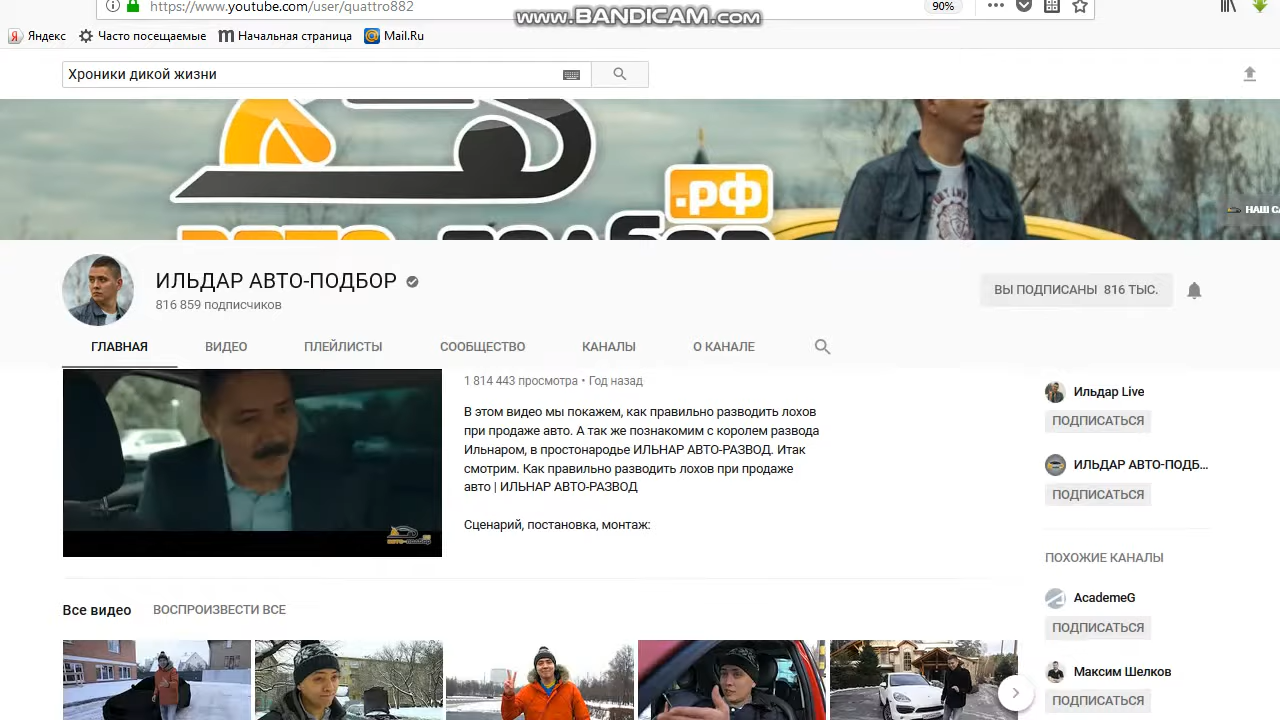 https://www.youtube.com/user/quattro882
90%
www.BANDICAM.com
Яндекс
Часто посещаемые
Начальная страница
Mail.Ru
Хроники дикой жизни
.рф
НАШ СА
ИЛЬДАР АВТО-ПОДБОР
816 859 подписчиков
ВЫ ПОДПИСАНЫ 816 ТЫС.
ГЛАВНАЯ
ВИДЕО
ПЛЕЙЛИСТЫ
СООБЩЕСТВО
КАНАЛЫ
О КАНАЛЕ
1 814 443 просмотра • Год назад
В этом видео мы покажем, как правильно разводить лохов
при продаже авто. А так же познакомим с королем развода
Ильнаром, в простонародье ИЛЬНАР АВТО-РАЗВОД. Итак
смотрим. Как правильно разводить лохов при продаже
авто | ИЛЬНАР АВТО-РАЗВОД
Сценарий, постановка, монтаж:
Ильдар Live
ПОДПИСАТЬСЯ
ИЛЬДАР АВТО-ПОДБ...
ПОДПИСАТЬСЯ
ПОХОЖИЕ КАНАЛЫ
AcademeG
ПОДПИСАТЬСЯ
Максим Шелков
ПОДПИСАТЬСЯ
Все видео
ВОСПРОИЗВЕСТИ ВСЕ